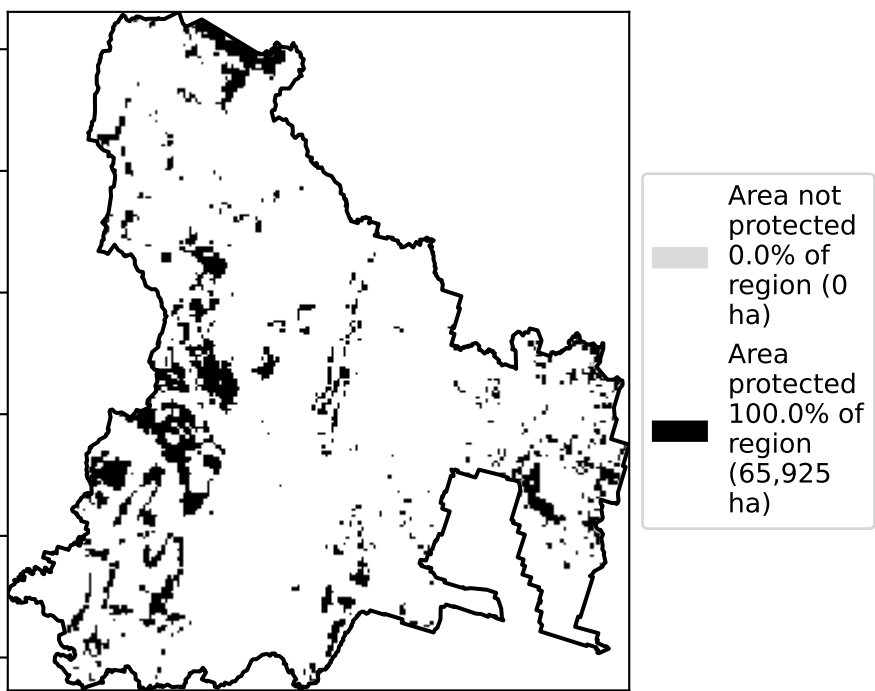 Area not
protected
0.0% of
region (0
ha)
Area
protected
100.0% of
region
(65,925
ha)